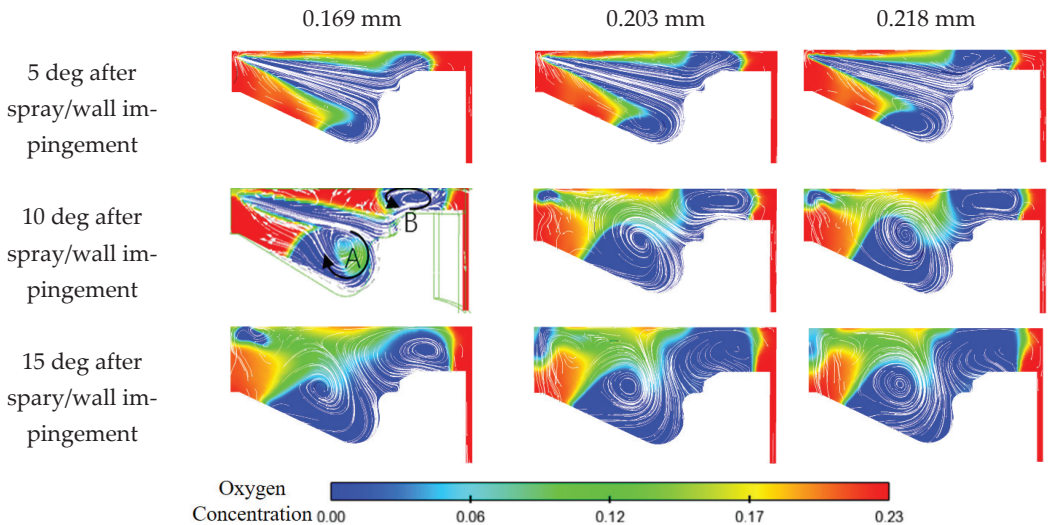 0.169 mm 0.203 mm 0.218 mm
5 deg after
spray/wall im-
pingement
10 deg after
spray/wall im-
pingement
A
B
15 deg after
spary/wall im-
pingement
Oxygen
Concentration
0.00 0.06 0.12 0.17 0.23